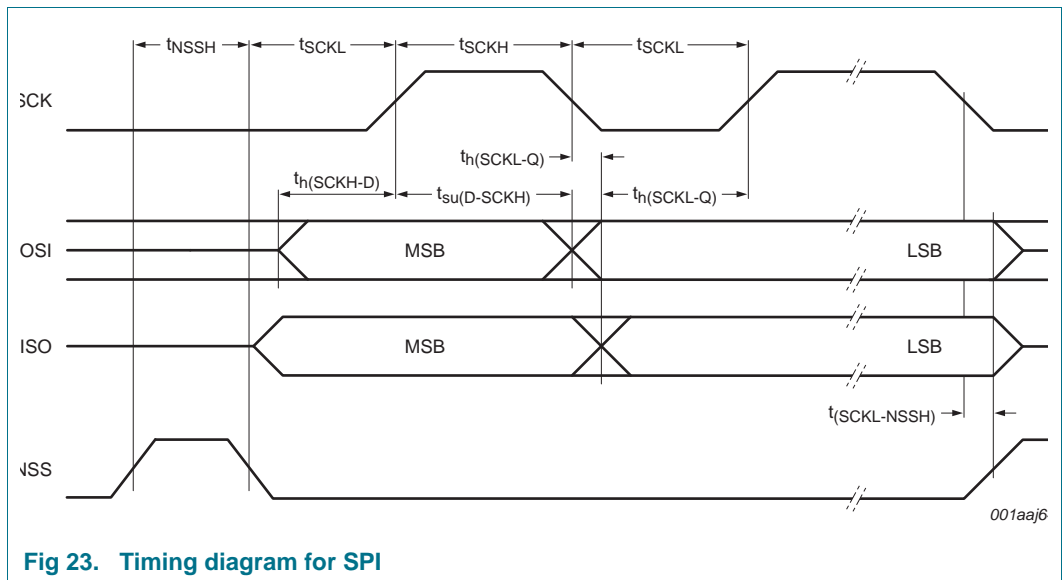 tNSSH tSCKL tSCKH tSCKL
SCK
th(SCKL-Q)
th(SCKH-D) tsu(D-SCKH) th(SCKL-Q)
OSI MSB LSB
ISO MSB LSB
t(SCKL-NSSH)
NSS
001aaj6
Fig 23. Timing diagram for SPI